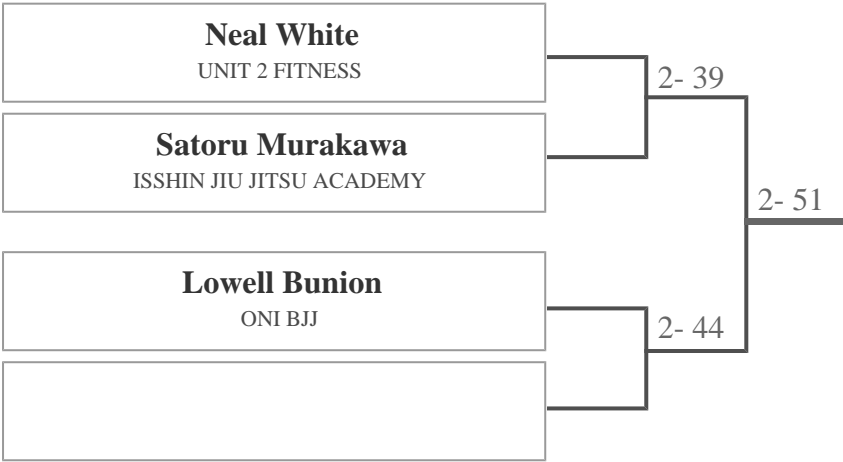 Neal White
UNIT 2 FITNESS
2- 39
Satoru Murakawa
ISSHIN JIU JITSU ACADEMY
2- 51
Lowell Bunion
ONI BJJ
2- 44